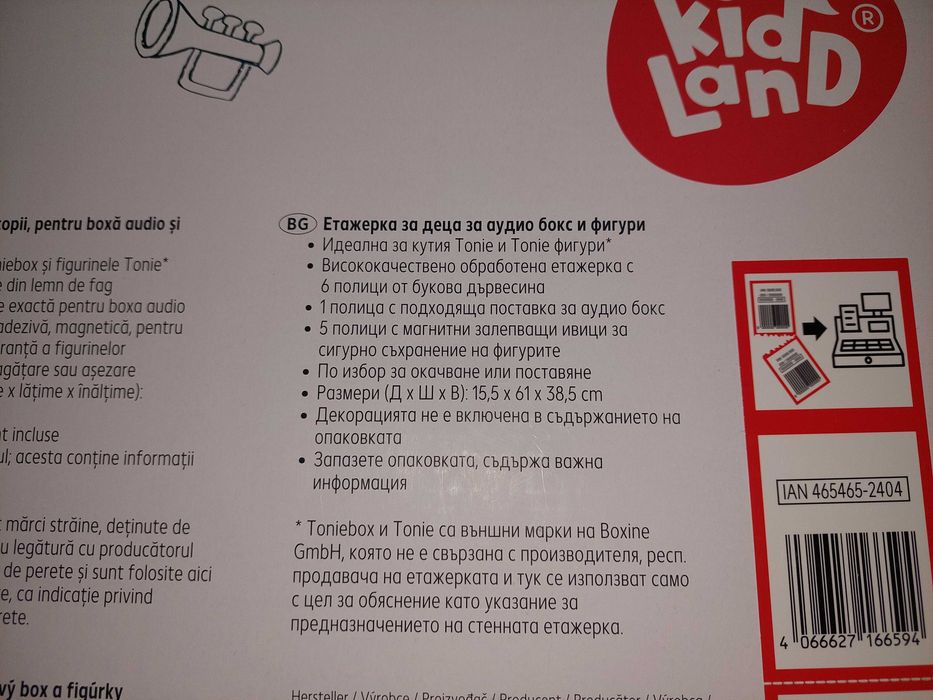 kid
LanD
®
copii, pentru boxă audio și
niebox și figurinele Tonie*
din lemn de fag
exactă pentru boxa audio
adezivă, magnetică, pentru
a figurinelor
sau așezare
x lățime x înălțime):
incluse
acesta conține informații
mărci străine, deținute de
legătură cu producătorul
de perete și sunt folosite aici
ca indicație privind
vý box a figúrky
BG Етажерка за деца за аудио бокс и фигури
• Идеална за кутия Tonie и Tonie фигури*
• Висококачествено обработена етажерка с
6 полици от букова дървесина
• 1 полица с подходяща поставка за аудио бокс
• 5 полици с магнитни залепващи ивици за
сигурно съхранение на фигурите
• По избор за окачване или поставяне
• Размери (Д x Ш x В): 15,5 x 61 x 38,5 cm
• Декорацията не е включена в съдържанието на
опаковката
• Запазете опаковката, съдържа важна
информация
* Toniebox и Tonie са външни марки на Boxine
GmbH, която не е свързана с производителя, респ.
продавача на етажерката и тук се използват само
с цел за обяснение като указание за
предназначението на стенната етажерка.
Hersteller / Výrobce / Proizvođač / Producent / Producător / Výrobca /
IAN 465465-2404
4 066627 166594